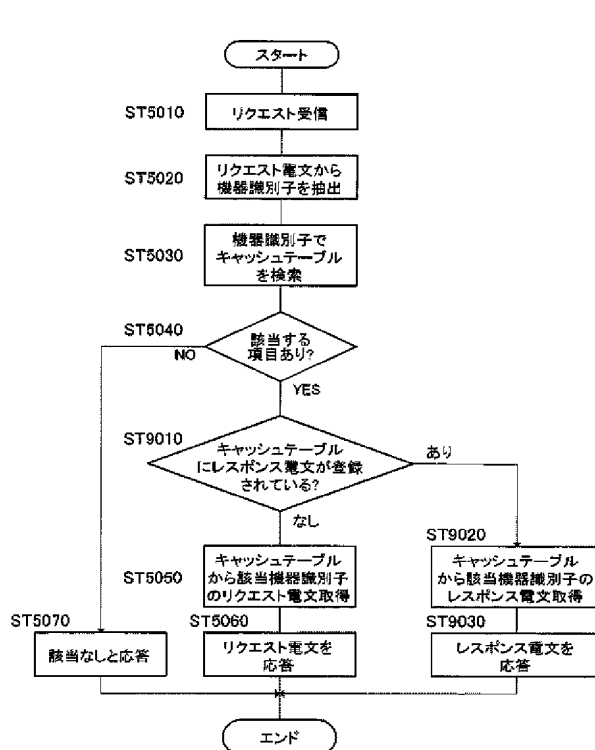 スタート
ST5010
リクエスト受信
ST5020
リクエスト電文から
機器識別子を抽出
ST5030
機器識別子で
キャッシュテーブル
を検索
ST5040
該当する
項目あり?
NO
YES
ST9010
キャッシュテーブル
にレスポンス電文が登録
されている?
あり
なし
ST5050
キャッシュテーブル
から該当機器識別子
のリクエスト電文取得
ST9020
キャッシュテーブル
から該当機器識別子の
レスポンス電文取得
ST5070
該当なしと応答
ST5060
リクエスト電文を
応答
ST9030
レスポンス電文を
応答
エンド